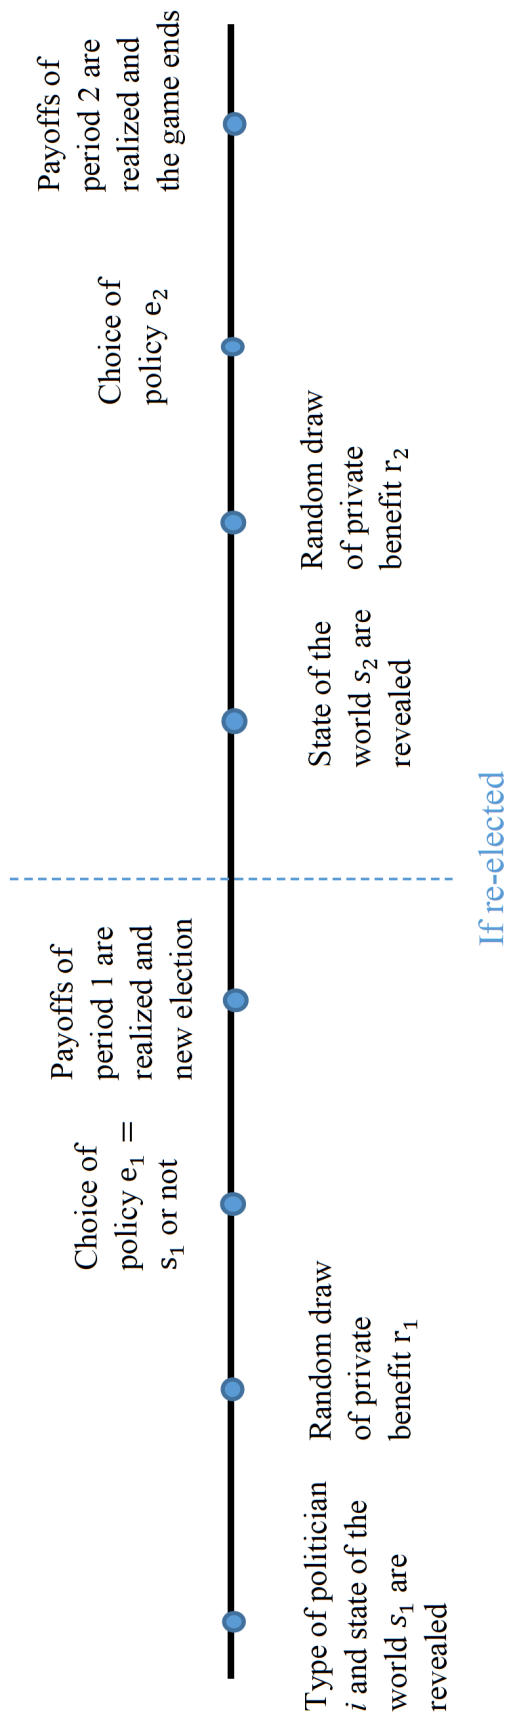 Type of politician
i and state of the
world s₁ are
revealed
Random draw
of private
benefit r₁
Choice of
policy e₁ =
s₁ or not
Payoffs of
period 1 are
realized and
new election
If re-elected
State of the
world s₂ are
revealed
Random draw
of private
benefit r₂
Choice of
policy e₂
Payoffs of
period 2 are
realized and
the game ends